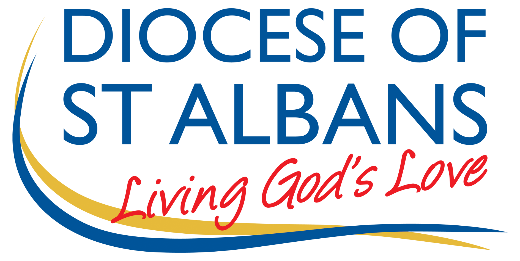 DIOCESE OF
ST ALBANS
Living God's Love